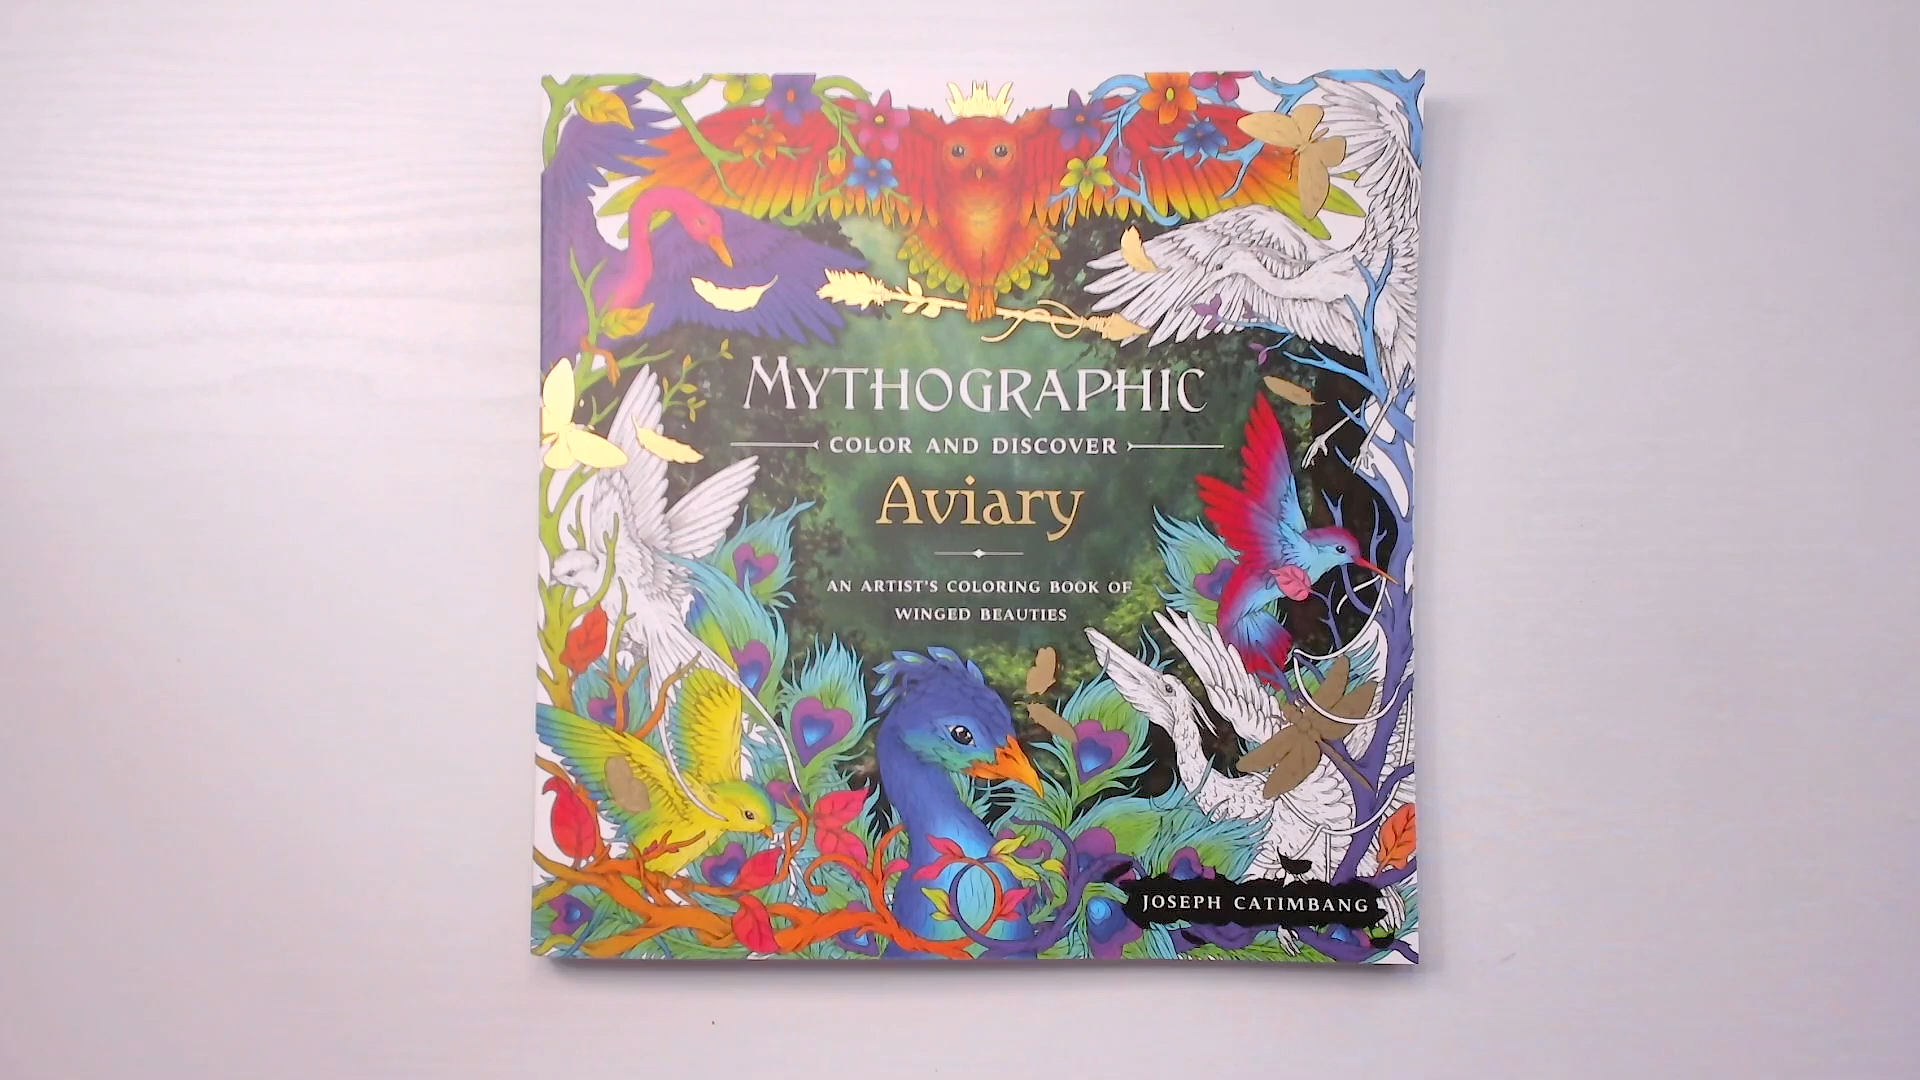 MYTHOGRAPHIC
COLOR AND DISCOVER
Aviary
AN ARTIST'S COLORING BOOK OF
WINGED BEAUTIES
JOSEPH CATIMBANG